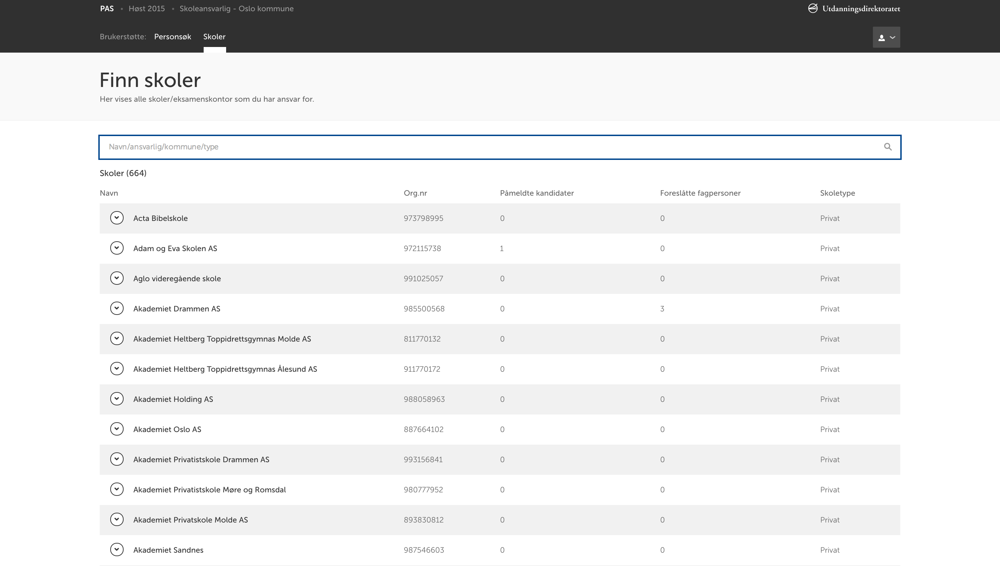 PAS • Høst 2015 • Skoleansvarlig - Oslo kommune
Utdanningsdirektoratet
Brukerstøtte: Personsøk Skoler
Finn skoler
Her vises alle skoler/eksamenskontor som du har ansvar for.
Navn/ansvarlig/kommune/type
Skoler (664)
Navn Org.nr Påmeldte kandidater Foreslåtte fagpersoner Skoletype
Acta Bibelskole 973798995 0 0 Privat
Adam og Eva Skolen AS 972115738 1 0 Privat
Aglo videregående skole 991025057 0 0 Privat
Akademiet Drammen AS 985500568 0 3 Privat
Akademiet Heltberg Toppidrettsgymnas Molde AS 811770132 0 0 Privat
Akademiet Heltberg Toppidrettsgymnas Ålesund AS 911770172 0 0 Privat
Akademiet Holding AS 988058963 0 0 Privat
Akademiet Oslo AS 887664102 0 0 Privat
Akademiet Privatistskole Drammen AS 993156841 0 0 Privat
Akademiet Privatistskole Møre og Romsdal 980777952 0 0 Privat
Akademiet Privatskole Molde AS 893830812 0 0 Privat
Akademiet Sandnes 987546603 0 0 Privat